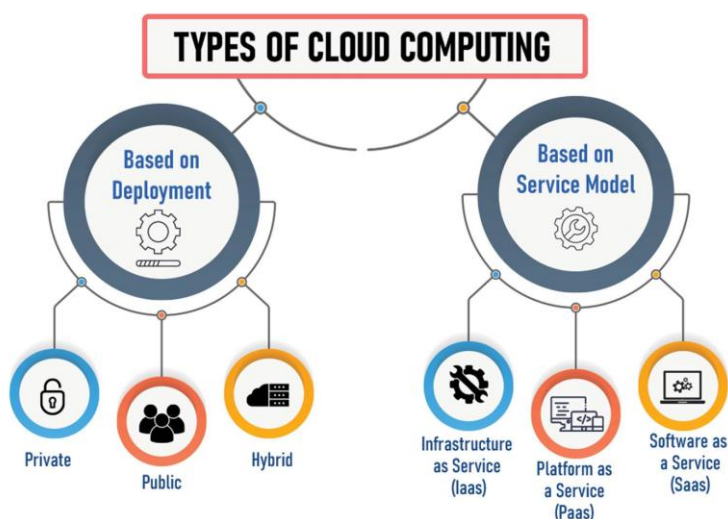 TYPES OF CLOUD COMPUTING
Based on
Deployment
Private
Public
Hybrid
Based on
Service Model
Infrastructure
as Service
(Iaas)
Platform as
a Service
(Paas)
Software as
a Service
(Saas)